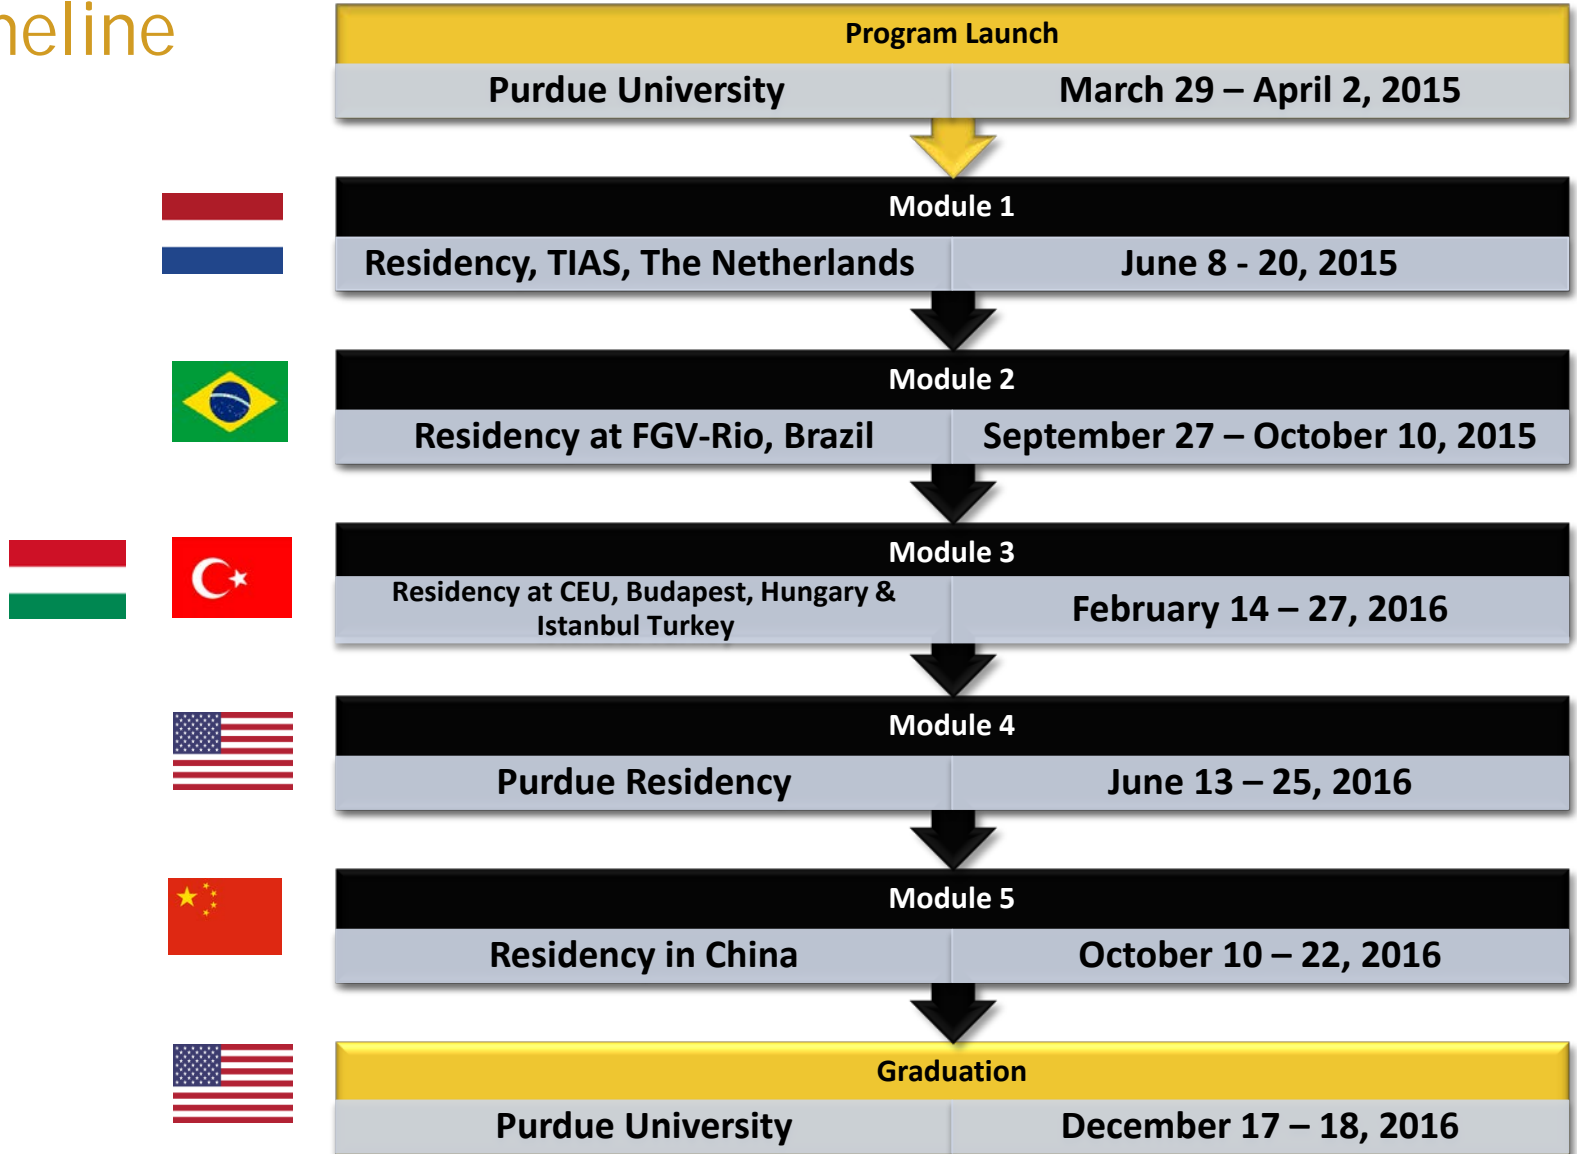 neline
Program Launch
Purdue University
March 29 – April 2, 2015
Module 1
Residency, TIAS, The Netherlands
June 8 - 20, 2015
Module 2
Residency at FGV-Rio, Brazil
September 27 – October 10, 2015
Module 3
Residency at CEU, Budapest, Hungary &
Istanbul Turkey
February 14 – 27, 2016
Module 4
Purdue Residency
June 13 – 25, 2016
Module 5
Residency in China
October 10 – 22, 2016
Graduation
Purdue University
December 17 – 18, 2016